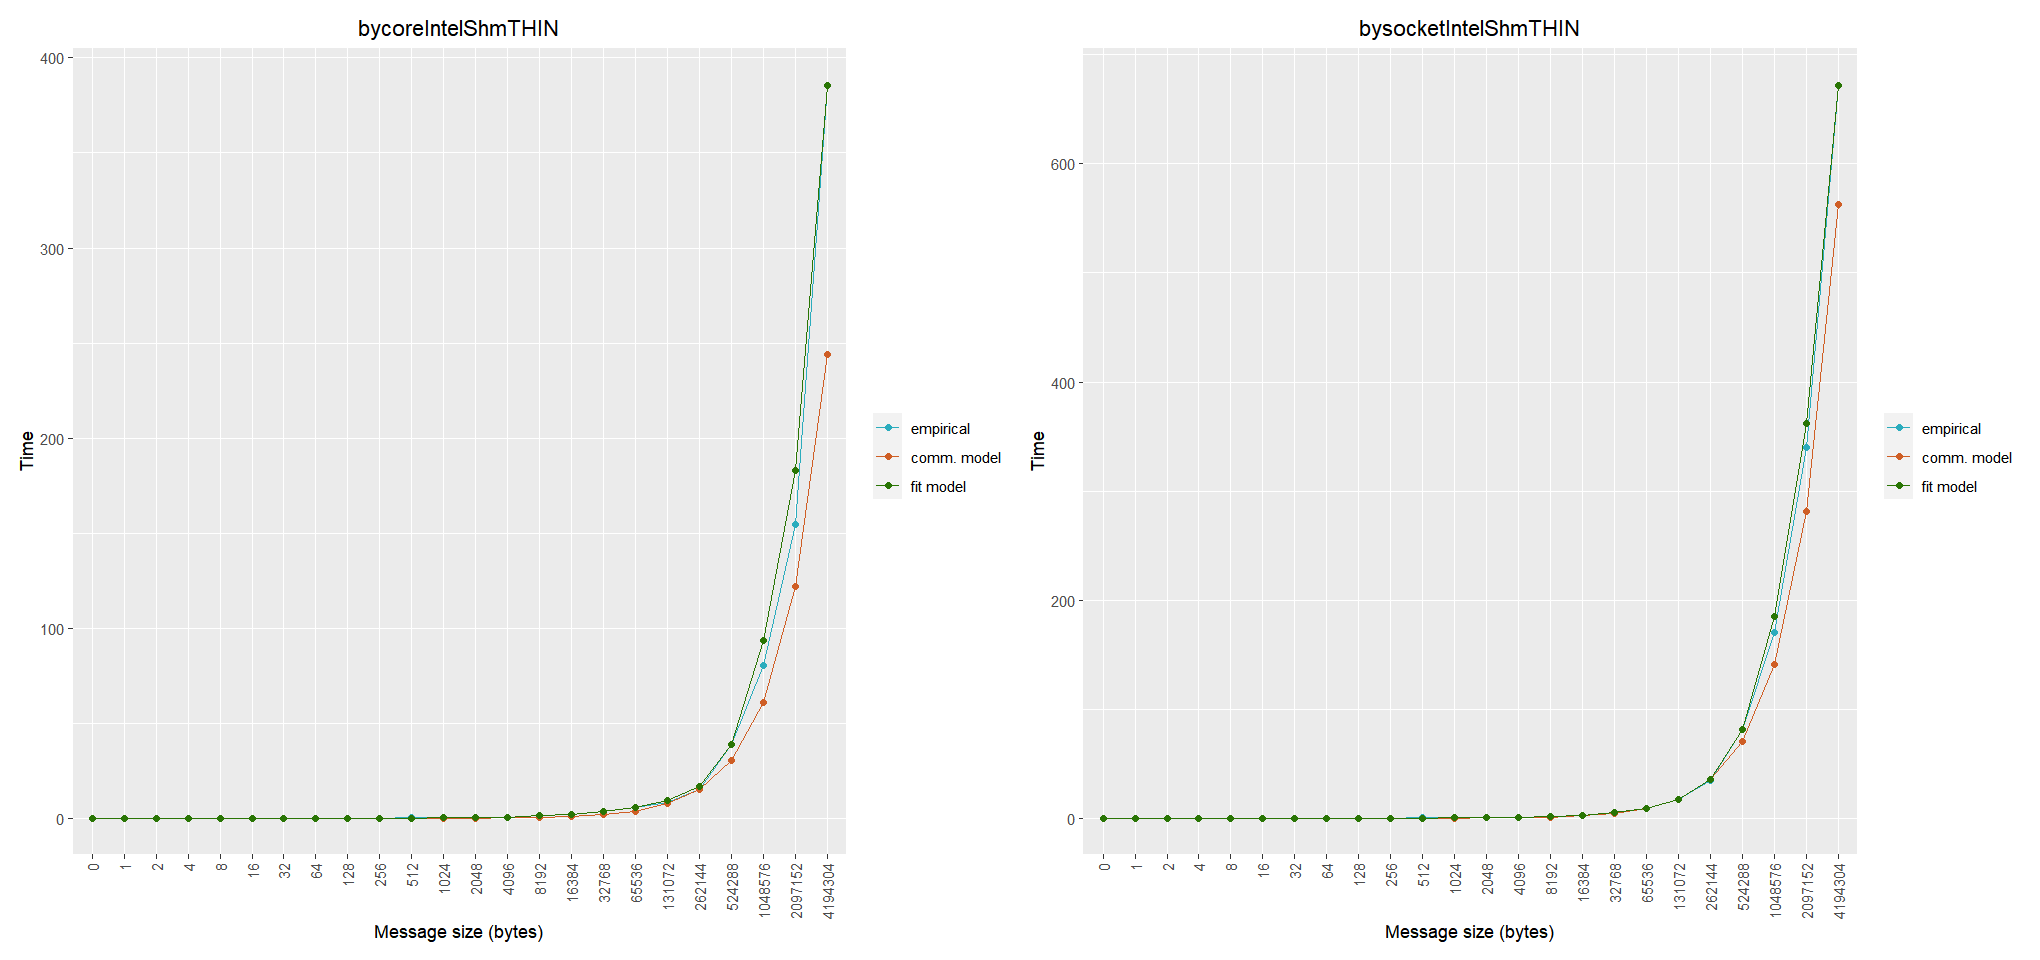 bycoreIntelShmTHIN
400
300
200
100
0
Time
0 1 2 4 8 16 32 64 128 256 512 1024 2048 4096 8192 16384 32768 65536 131072 262144 524288 1048576 2097152 4194304
Message size (bytes)
empirical
comm. model
fit model
bysocketIntelShmTHIN
600
400
200
0
Time
0 1 2 4 8 16 32 64 128 256 512 1024 2048 4096 8192 16384 32768 65536 131072 262144 524288 1048576 2097152 4194304
Message size (bytes)
empirical
comm. model
fit model